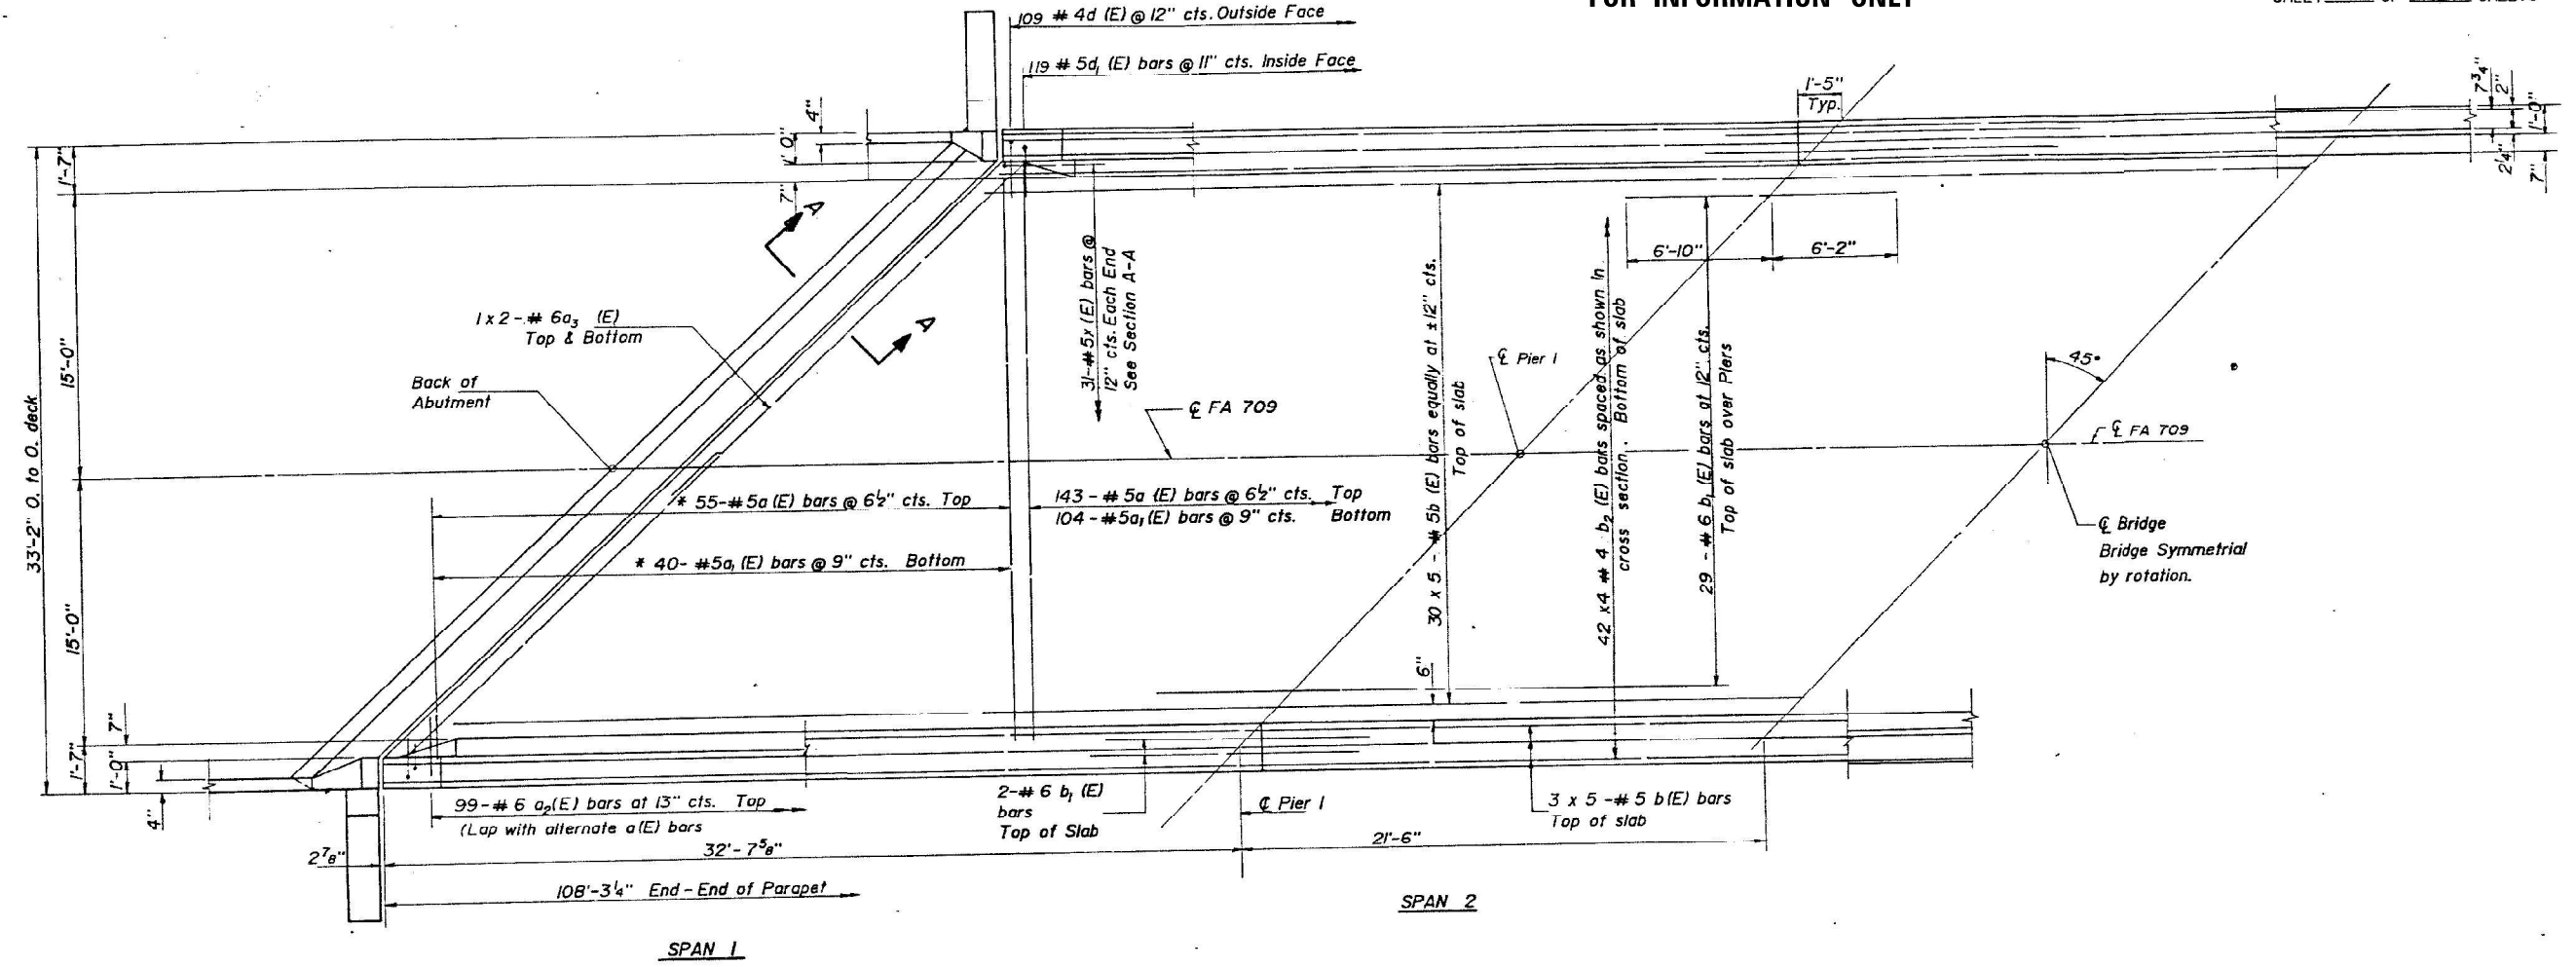 FOR INFORMATION ONLY
109 # 4d (E) @ 12" cts. Outside Face
119 # 5d₁ (E) bars @ 11" cts. Inside Face
1'-5"
Typ.
7¾"
2"
1'-0"
2¼"
7"
4"
1'0"
7"
1'-7"
15'-0"
33'-2" O. to O. deck
15'-0"
1'-7"
7"
1'-0"
4"
A
A
1 x 2 - # 6a₃ (E)
Top & Bottom
Back of
Abutment
31-#5x (E) bars @
12" cts. Each End
See Section A-A
℄ FA 709
℄ Pier 1
6'-10"
6'-2"
45°
℄ FA 709
℄ Bridge
Bridge Symmetrial
by rotation.
30 x 5 - # 5b (E) bars equally at ±12" cts.
Top of slab
42 x4 # 4 b₂ (E) bars spaced as shown in
cross section. Bottom of slab
29 - # 6 b₁ (E) bars at 12" cts.
Top of slab over Piers
* 55-#5a (E) bars @ 6½" cts. Top
143 - # 5a (E) bars @ 6½" cts. Top
104 - #5a₁ (E) bars @ 9" cts. Bottom
* 40- #5a₁ (E) bars @ 9" cts. Bottom
6"
99-# 6 a₂(E) bars at 13" cts. Top
(Lap with alternate a(E) bars
2-# 6 b₁ (E)
bars
Top of Slab
℄ Pier 1
3 x 5 -# 5 b(E) bars
Top of slab
2⅞"
32'-7⅝"
21'-6"
108'-3¼" End-End of Parapet
SPAN 2
SPAN 1